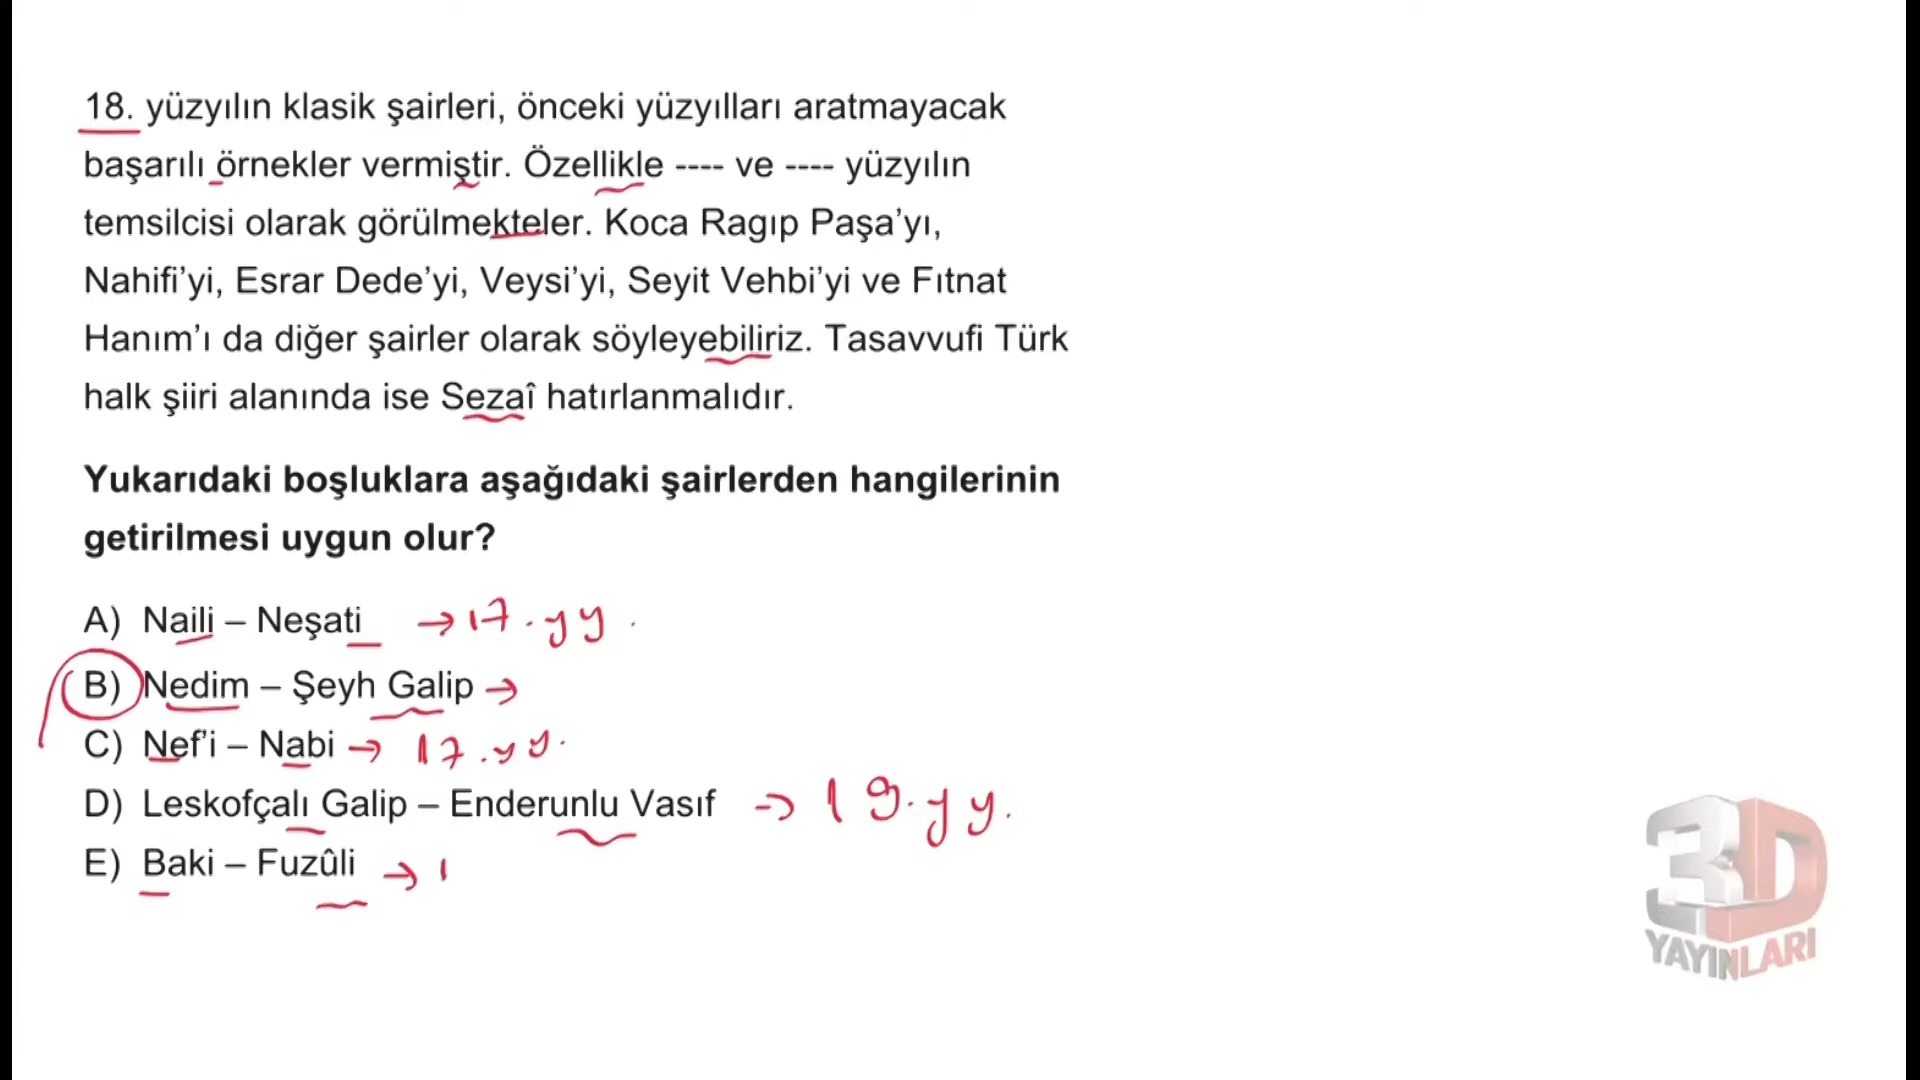 18. yüzyılın klasik şairleri, önceki yüzyılları aratmayacak
başarılı örnekler vermiştir. Özellikle ---- ve ---- yüzyılın
temsilcisi olarak görülmekteler. Koca Ragıp Paşa’yı,
Nahifi’yi, Esrar Dede’yi, Veysi’yi, Seyit Vehbi’yi ve Fıtnat
Hanım’ı da diğer şairler olarak söyleyebiliriz. Tasavvufi Türk
halk şiiri alanında ise Sezaî hatırlanmalıdır.
Yukarıdaki boşluklara aşağıdaki şairlerden hangilerinin
getirilmesi uygun olur?
A) Naili – Neşati → 17.yy.
B) Nedim – Şeyh Galip →
C) Nef’i – Nabi → 17.yy.
D) Leskofçalı Galip – Enderunlu Vasıf → 19.yy.
E) Baki – Fuzûli → 1
3D
YAYINLARI